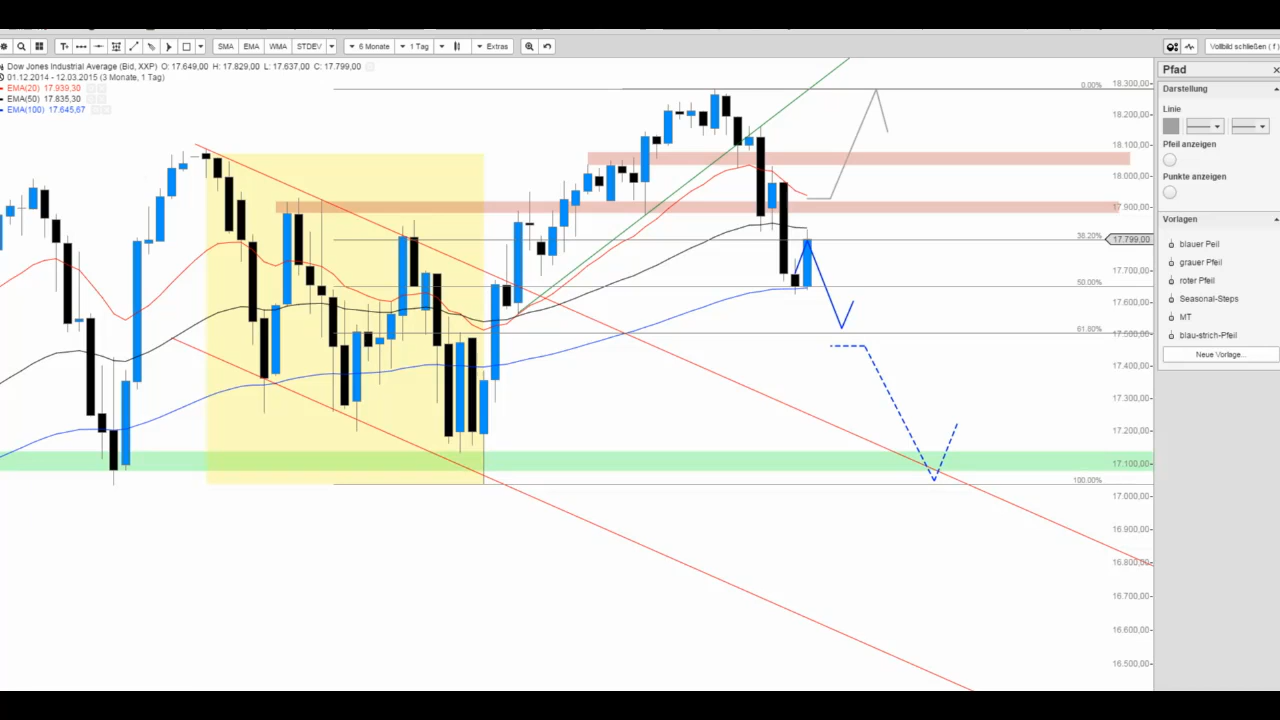 SMA EMA WMA STDEV 6 Monate 1 Tag Extras Vollbild schließen ( f )
Dow Jones Industrial Average (Bid, XXP) O: 17.649,00 H: 17.829,00 L: 17.637,00 C: 17.799,00
01.12.2014 - 12.03.2015 (3 Monate, 1 Tag)
EMA(20) 17.939,30
EMA(50) 17.835,30
EMA(100) 17.645,67
0.00%
38.20%
50.00%
61.80%
100.00%
18.300,00
18.200,00
18.100,00
18.000,00
17.900,00
17.799,00
17.700,00
17.600,00
17.500,00
17.400,00
17.300,00
17.200,00
17.100,00
17.000,00
16.900,00
16.800,00
16.700,00
16.600,00
16.500,00
Pfad
Darstellung
Linie
Pfeil anzeigen
Punkte anzeigen
Vorlagen
blauer Peil
grauer Pfeil
roter Pfeil
Seasonal-Steps
MT
blau-strich-Pfeil
Neue Vorlage...